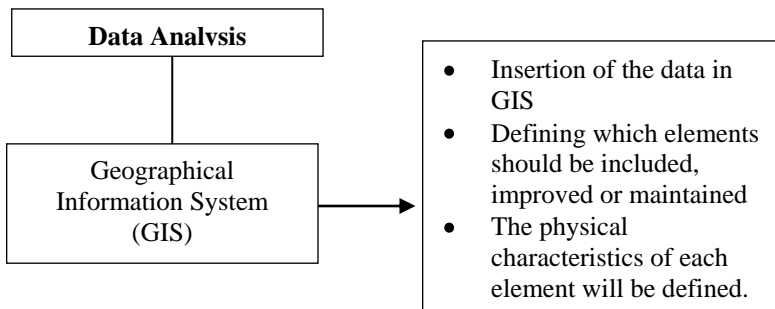 Data Analysis
Geographical
Information System
(GIS)
● Insertion of the data in
GIS
● Defining which elements
should be included,
improved or maintained
● The physical
characteristics of each
element will be defined.